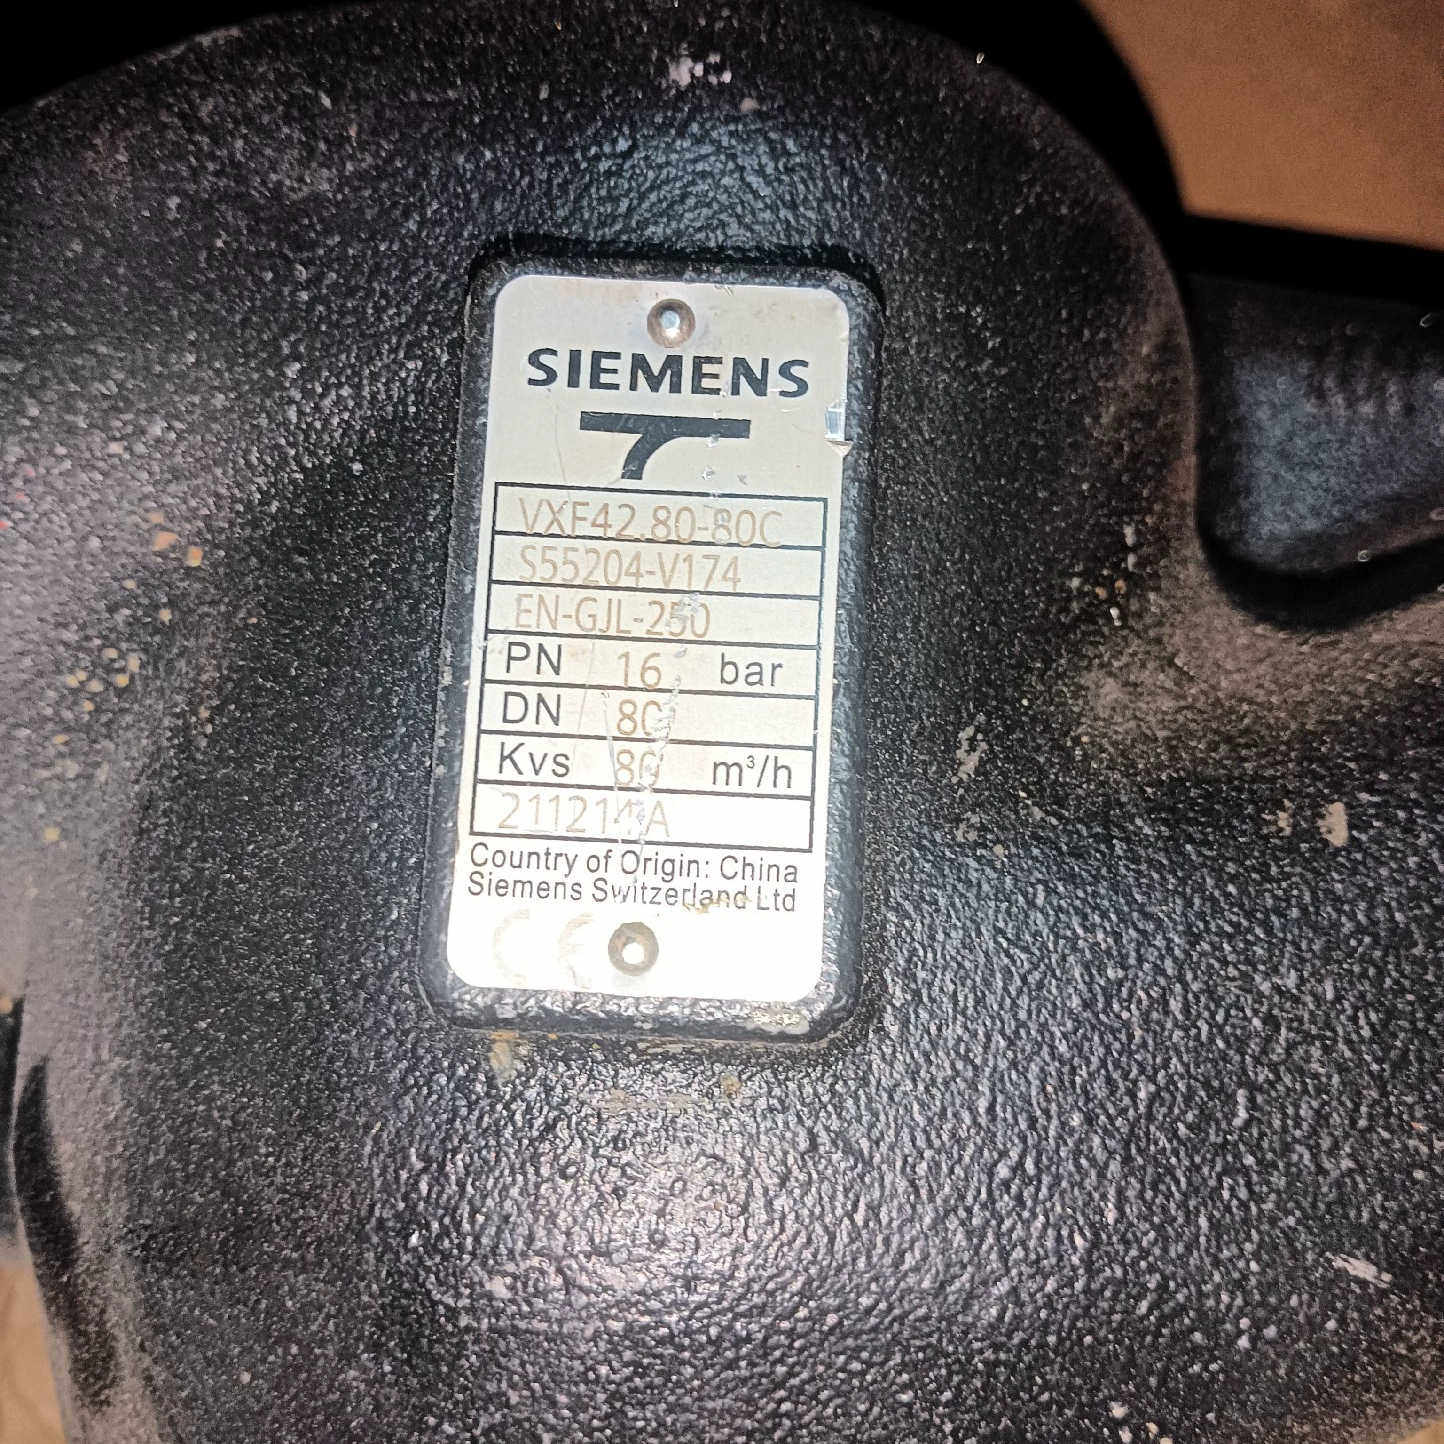 SIEMENS
VXF42.80-80C
S55204-V174
EN-GJL-250
PN 16 bar
DN 80
Kvs 80 m³/h
Country of Origin: China
Siemens Switzerland Ltd
CE